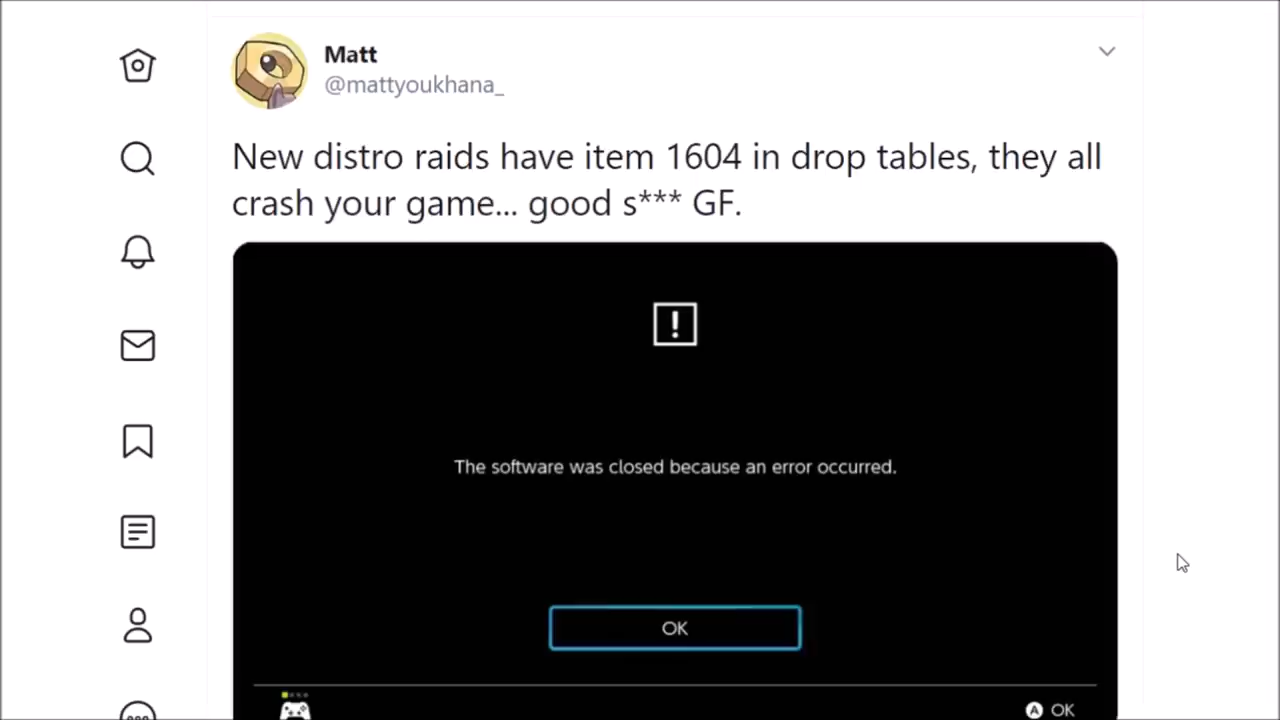 Matt
@mattyoukhana_
New distro raids have item 1604 in drop tables, they all
crash your game... good s*** GF.
!
The software was closed because an error occurred.
OK
A OK